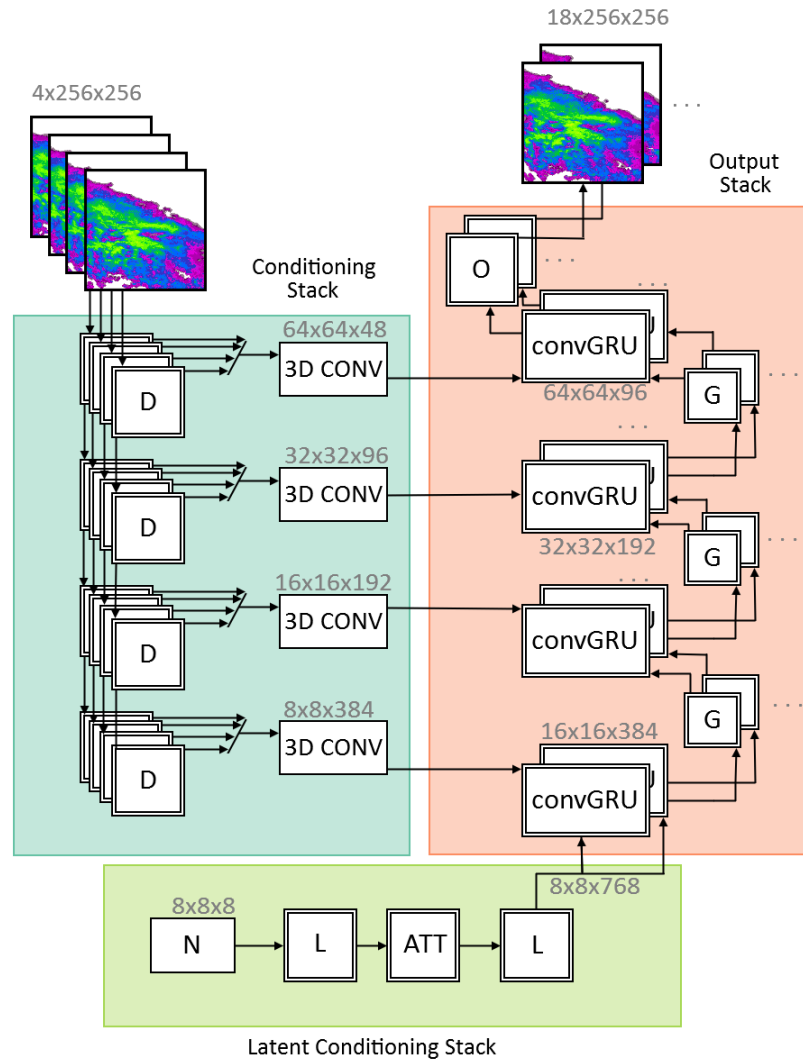 18x256x256
4x256x256
. . .
Output
Stack
Conditioning
Stack
O
. . .
. . .
64x64x48
3D CONV
convGRU
U
64x64x96
D
G
. . .
. . .
32x32x96
3D CONV
convGRU
32x32x192
D
G
. . .
. . .
16x16x192
3D CONV
convGRU
U
D
G
. . .
8x8x384
3D CONV
16x16x384
convGRU
U
D
8x8x768
8x8x8
N
L
ATT
L
Latent Conditioning Stack